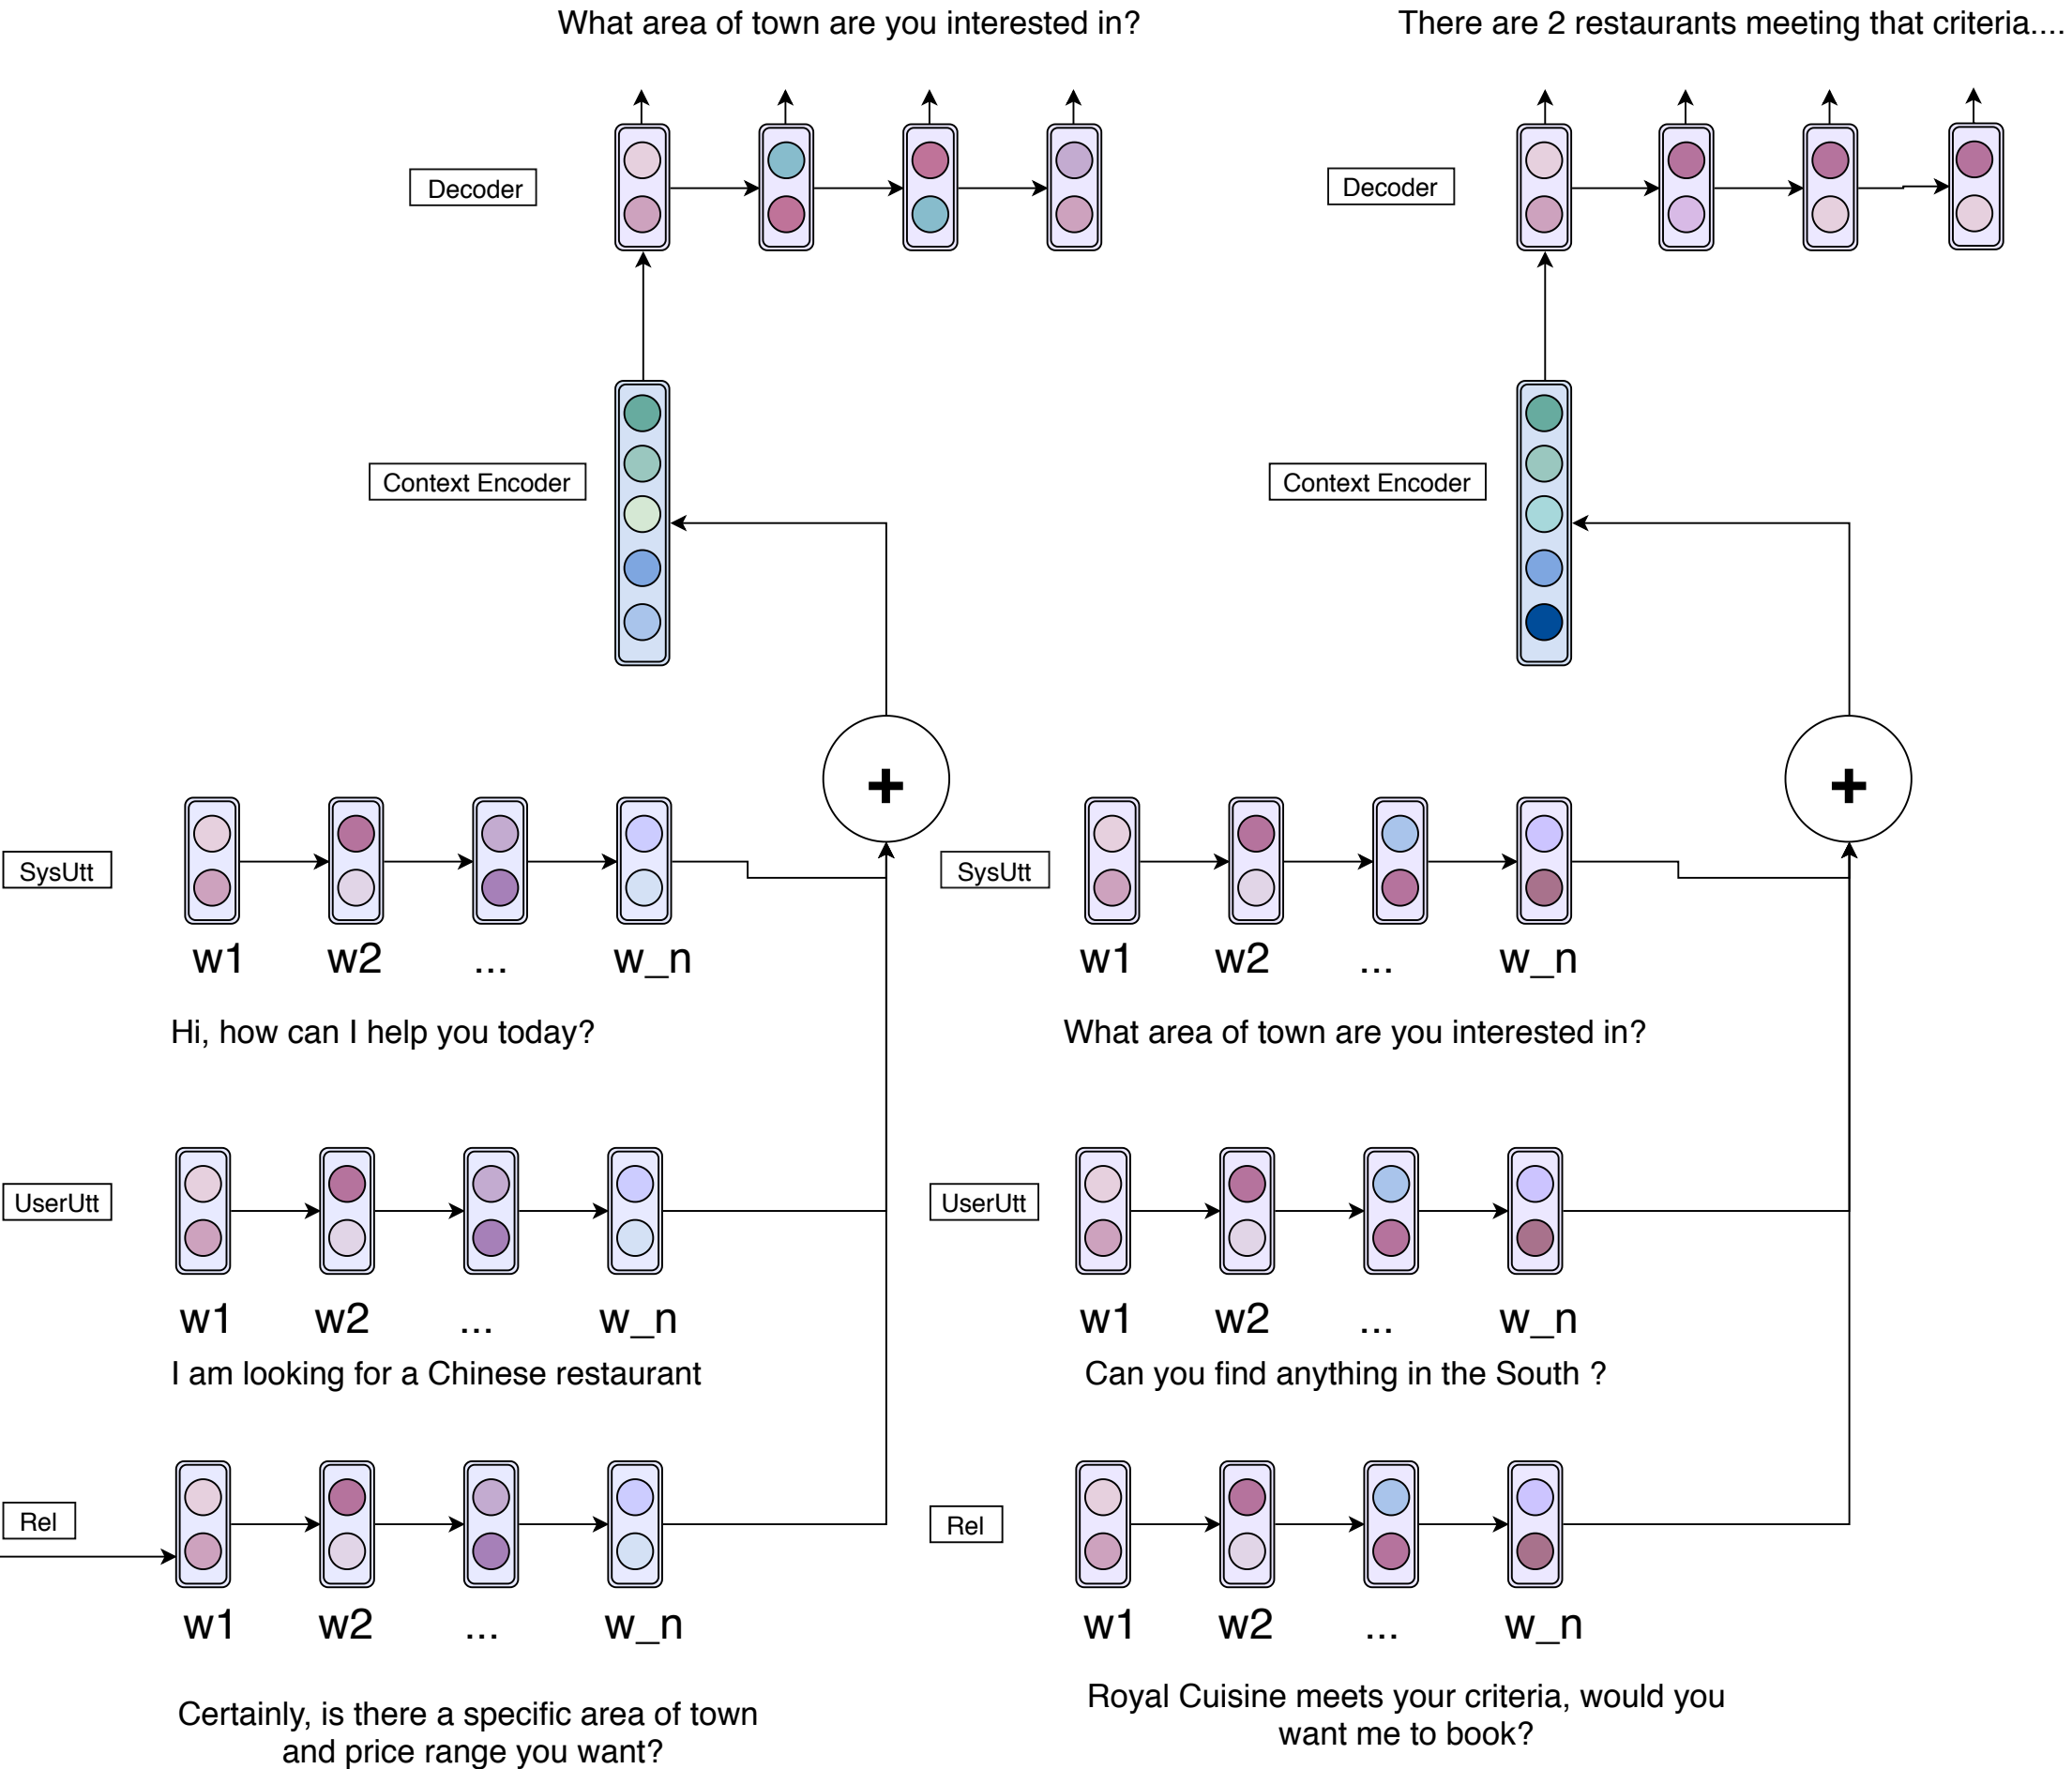 What area of town are you interested in?
There are 2 restaurants meeting that criteria....
Decoder
Decoder
Context Encoder
Context Encoder
+
+
SysUtt
w1 w2 ... w_n
Hi, how can I help you today?
SysUtt
w1 w2 ... w_n
What area of town are you interested in?
UserUtt
w1 w2 ... w_n
I am looking for a Chinese restaurant
UserUtt
w1 w2 ... w_n
Can you find anything in the South ?
Rel
w1 w2 ... w_n
Certainly, is there a specific area of town
and price range you want?
Rel
w1 w2 ... w_n
Royal Cuisine meets your criteria, would you
want me to book?